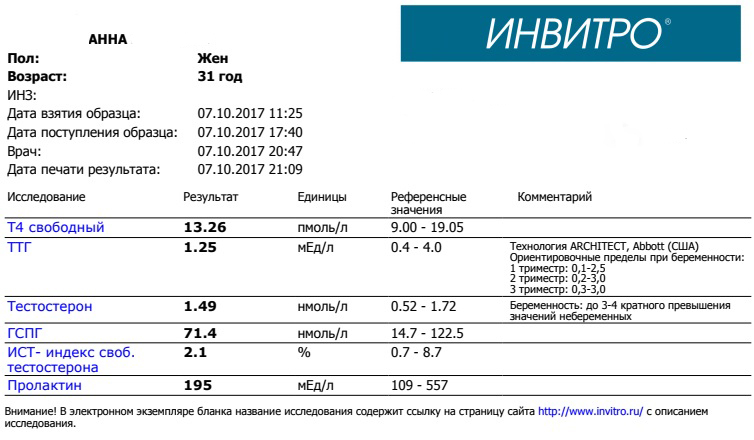 ИНВИТРО®
АННА
Пол: Жен
Возраст: 31 год
ИНЗ:
Дата взятия образца: 07.10.2017 11:25
Дата поступления образца: 07.10.2017 17:40
Врач: 07.10.2017 20:47
Дата печати результата: 07.10.2017 21:09
Исследование Результат Единицы Референсные Комментарий
значения
Т4 свободный 13.26 пмоль/л 9.00 - 19.05
ТТГ 1.25 мЕд/л 0.4 - 4.0 Технология ARCHITECT, Abbott (США)
Ориентировочные пределы при беременности:
1 триместр: 0,1-2,5
2 триместр: 0,2-3,0
3 триместр: 0,3-3,0
Тестостерон 1.49 нмоль/л 0.52 - 1.72 Беременность: до 3-4 кратного превышения
значений небеременных
ГСПГ 71.4 нмоль/л 14.7 - 122.5
ИСТ- индекс своб. 2.1 % 0.7 - 8.7
тестостерона
Пролактин 195 мЕд/л 109 - 557
Внимание! В электронном экземпляре бланка название исследования содержит ссылку на страницу сайта http://www.invitro.ru/ с описанием
исследования.